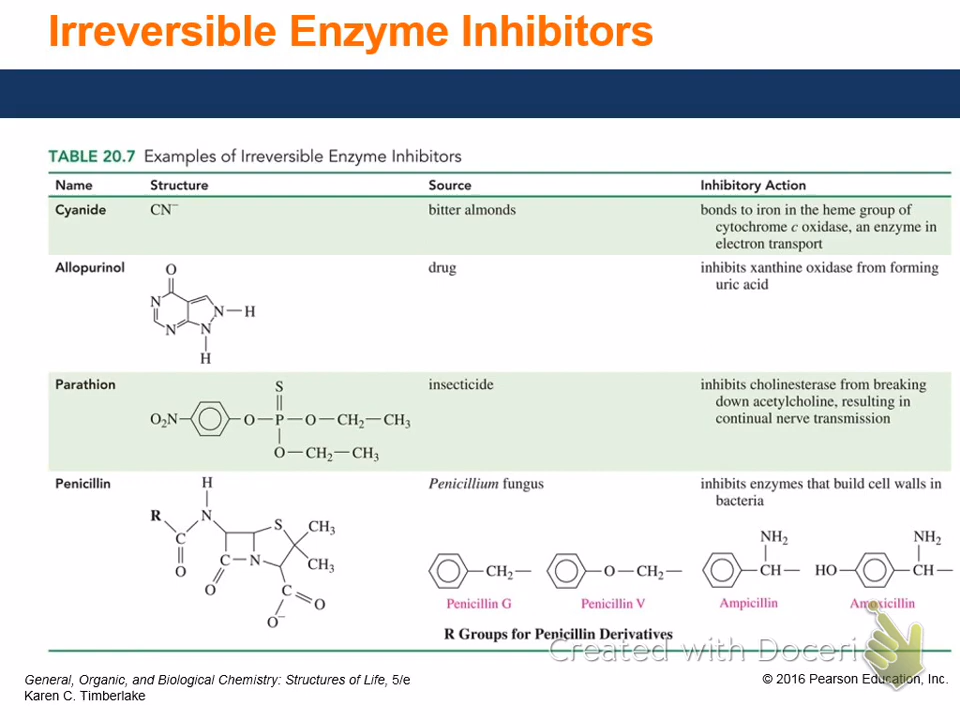 Irreversible Enzyme Inhibitors
TABLE 20.7 Examples of Irreversible Enzyme Inhibitors
Name Structure Source Inhibitory Action
Cyanide CN⁻ bitter almonds bonds to iron in the heme group of
cytochrome c oxidase, an enzyme in
electron transport
Allopurinol drug inhibits xanthine oxidase from forming
uric acid
O
N
N—H
N N
H
Parathion insecticide inhibits cholinesterase from breaking
down acetylcholine, resulting in
continual nerve transmission
S
O₂N— —O—P—O—CH₂—CH₃
O—CH₂—CH₃
Penicillin Penicillium fungus inhibits enzymes that build cell walls in
bacteria
H
R N S CH₃
C
O C—N CH₃
O C O
O⁻
NH₂ NH₂
—CH₂— —O—CH₂— —CH— HO— —CH—
Penicillin G Penicillin V Ampicillin Amoxicillin
R Groups for Penicillin Derivatives
Created with Doceri
General, Organic, and Biological Chemistry: Structures of Life, 5/e
Karen C. Timberlake
© 2016 Pearson Education, Inc.